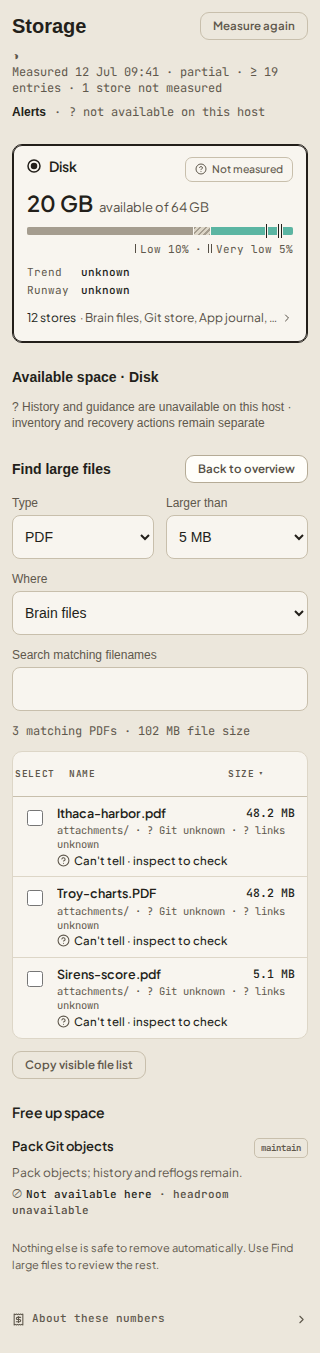 Storage
Measure again
Measured 12 Jul 09:41 · partial · ≥ 19
entries · 1 store not measured
Alerts · ? not available on this host
Disk
Not measured
20 GB available of 64 GB
Low 10% · Very low 5%
Trend unknown
Runway unknown
12 stores · Brain files, Git store, App journal, …
Available space · Disk
? History and guidance are unavailable on this host ·
inventory and recovery actions remain separate
Find large files
Back to overview
Type
Larger than
PDF
5 MB
Where
Brain files
Search matching filenames
3 matching PDFs · 102 MB file size
SELECT NAME SIZE
Ithaca-harbor.pdf 48.2 MB
attachments/ · ? Git unknown · ? links
unknown
Can't tell · inspect to check
Troy-charts.PDF 48.2 MB
attachments/ · ? Git unknown · ? links
unknown
Can't tell · inspect to check
Sirens-score.pdf 5.1 MB
attachments/ · ? Git unknown · ? links
unknown
Can't tell · inspect to check
Copy visible file list
Free up space
Pack Git objects
maintain
Pack objects; history and reflogs remain.
Not available here · headroom
unavailable
Nothing else is safe to remove automatically. Use Find
large files to review the rest.
About these numbers